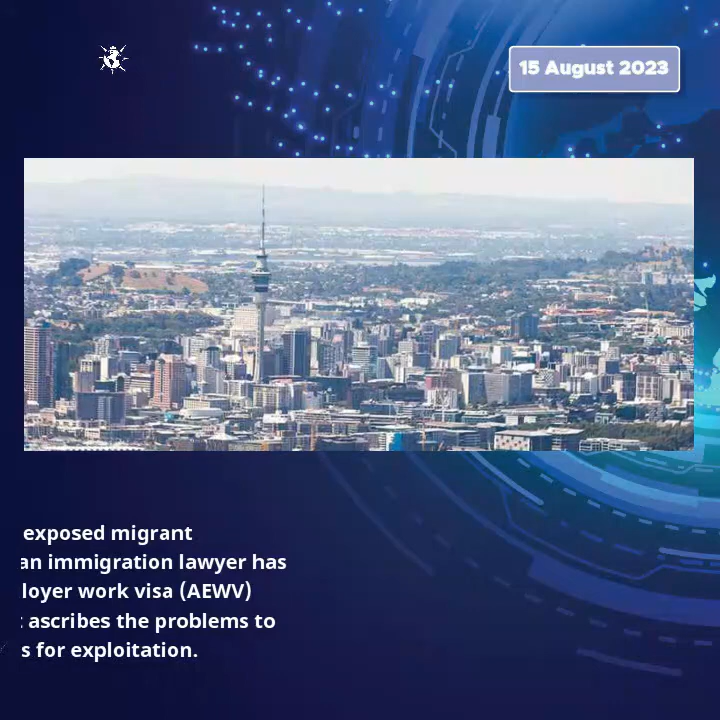 15 August 2023
exposed migrant
an immigration lawyer has
loyer work visa (AEWV)
ascribes the problems to
s for exploitation.